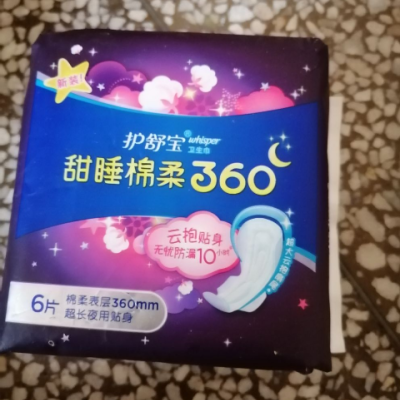 新装!
护舒宝®whisper
卫生巾
甜睡棉柔360
云抱贴身
无忧防漏10小时
6片
棉柔表层360mm
超长夜用贴身